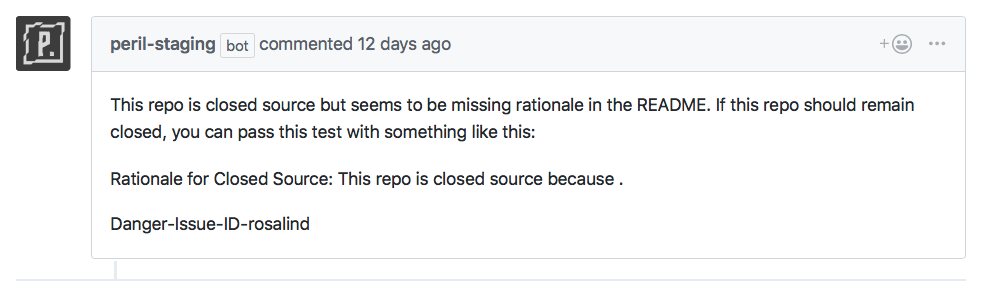 P.
peril-staging bot commented 12 days ago
This repo is closed source but seems to be missing rationale in the README. If this repo should remain
closed, you can pass this test with something like this:
Rationale for Closed Source: This repo is closed source because .
Danger-Issue-ID-rosalind